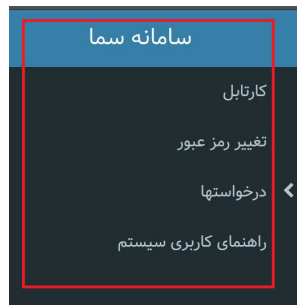 سامانه سما
کارتابل
تغییر رمز عبور
درخواستها
راهنمای کاربری سیستم